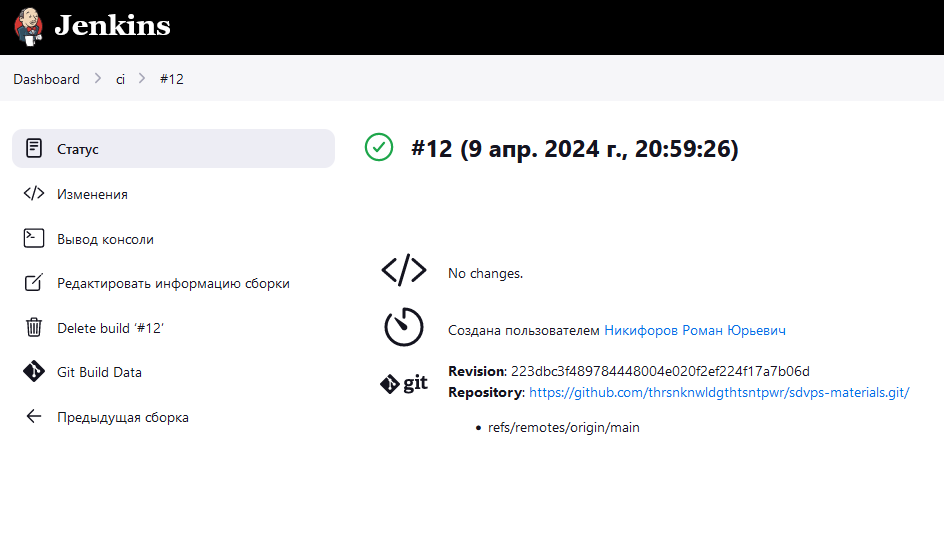 Jenkins
Dashboard > ci > #12
Статус
Изменения
Вывод консоли
Редактировать информацию сборки
Delete build ‘#12’
Git Build Data
Предыдущая сборка
#12 (9 апр. 2024 г., 20:59:26)
No changes.
Создана пользователем Никифоров Роман Юрьевич
git
Revision: 223dbc3f489784448004e020f2ef224f17a7b06d
Repository: https://github.com/thrsnknwldgthtsntpwr/sdvps-materials.git/
• refs/remotes/origin/main